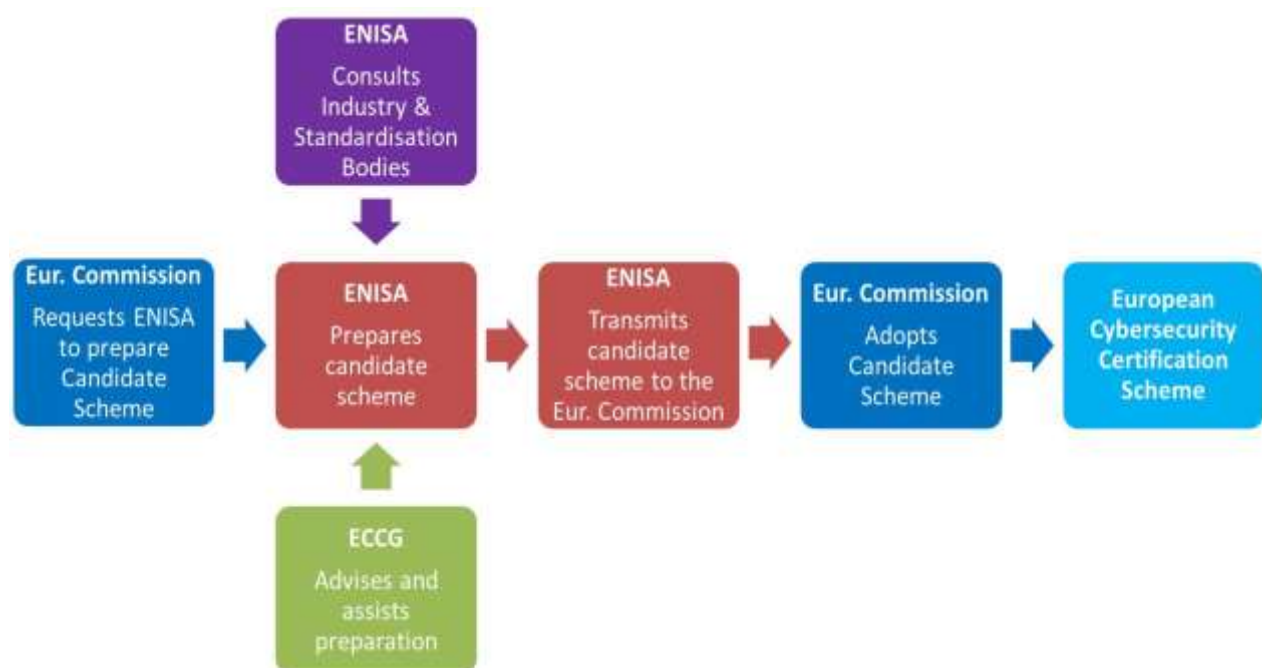 ENISA
Consults
Industry &
Standardisation
Bodies
Eur. Commission
Requests ENISA
to prepare
Candidate
Scheme
ENISA
Prepares
candidate
scheme
ENISA
Transmits
candidate
scheme to the
Eur. Commission
Eur. Commission
Adopts
Candidate
Scheme
European
Cybersecurity
Certification
Scheme
ECCG
Advises and
assists
preparation